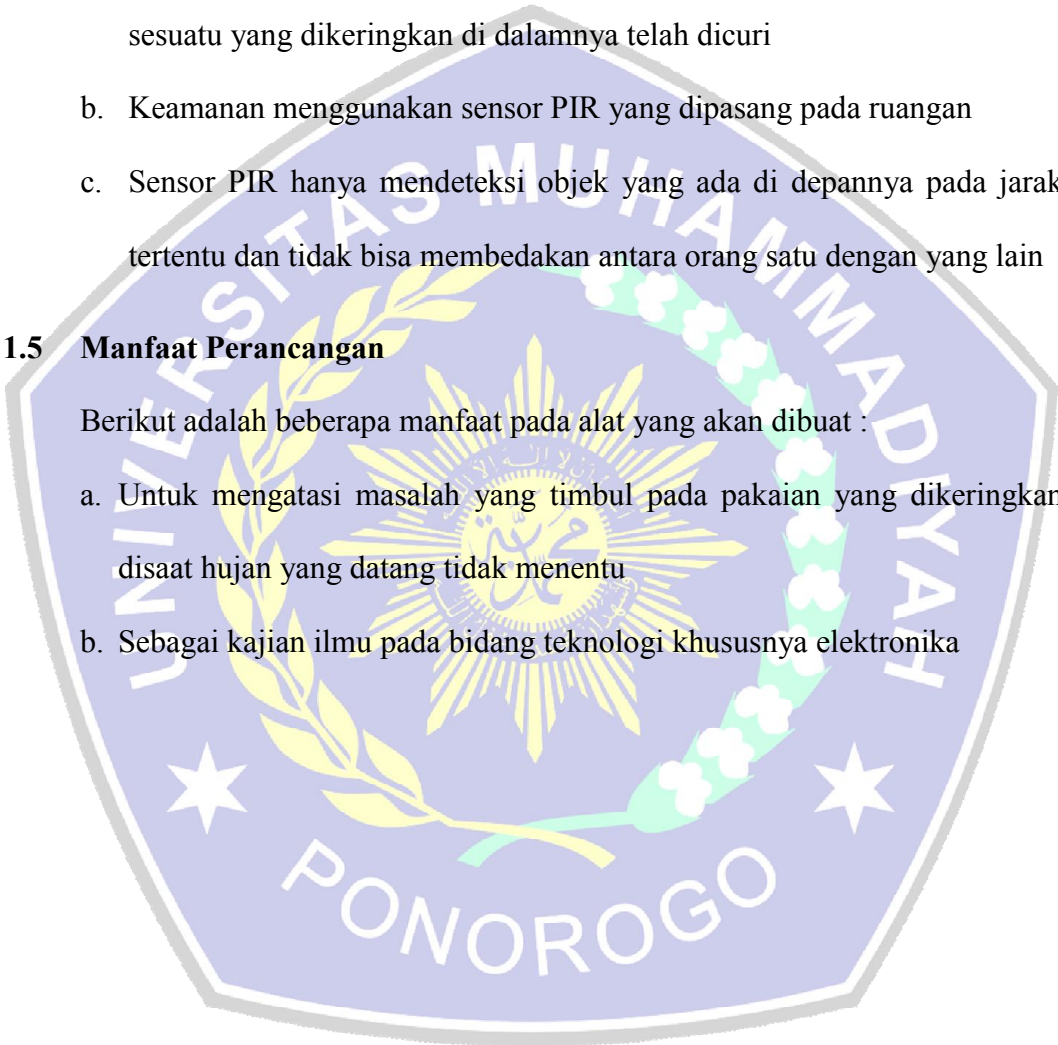 sesuatu yang dikeringkan di dalamnya telah dicuri
b. Keamanan menggunakan sensor PIR yang dipasang pada ruangan
c. Sensor PIR hanya mendeteksi objek yang ada di depannya pada jarak
tertentu dan tidak bisa membedakan antara orang satu dengan yang lain
1.5 Manfaat Perancangan
Berikut adalah beberapa manfaat pada alat yang akan dibuat :
a. Untuk mengatasi masalah yang timbul pada pakaian yang dikeringkan
disaat hujan yang datang tidak menentu
b. Sebagai kajian ilmu pada bidang teknologi khususnya elektronika
UNIVERSITAS MUHAMMADIYAH
PONOROGO